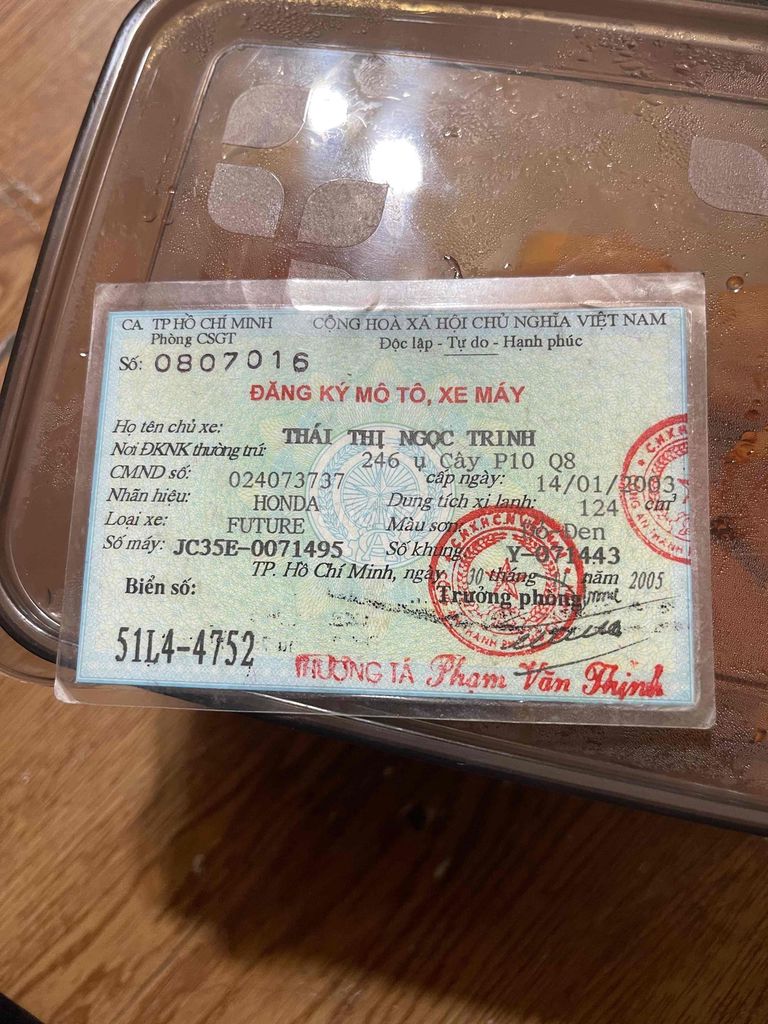 CA TP HỒ CHÍ MINH
Phòng CSGT
CỘNG HOÀ XÃ HỘI CHỦ NGHĨA VIỆT NAM
Độc lập - Tự do - Hạnh phúc
Số: 0807016
ĐĂNG KÝ MÔ TÔ, XE MÁY
Họ tên chủ xe: THÁI THỊ NGỌC TRINH
Nơi ĐKNK thường trú: 246 ụ Cây P10 Q8
CMND số: 024073737 cấp ngày: 14/01/2003
Nhãn hiệu: HONDA Dung tích xi lanh: 124 cm³
Loại xe: FUTURE Màu sơn: Đen
Số máy: JC35E-0071495 Số khung: Y-071443
TP. Hồ Chí Minh, ngày 30 tháng năm 2005
Biển số: Trưởng phòng
51L4-4752
THƯỢNG TÁ Phạm Văn Thịnh